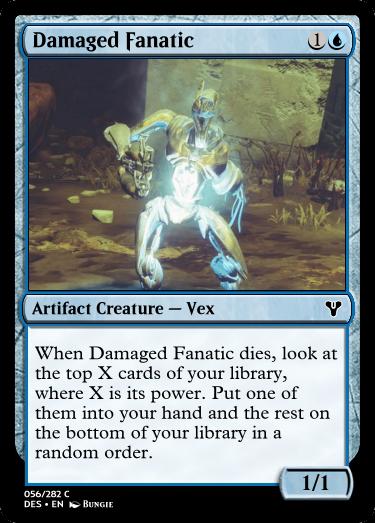 Damaged Fanatic 1
Artifact Creature — Vex
When Damaged Fanatic dies, look at
the top X cards of your library,
where X is its power. Put one of
them into your hand and the rest on
the bottom of your library in a
random order.
1/1
056/282 C
DES • EN Bungie